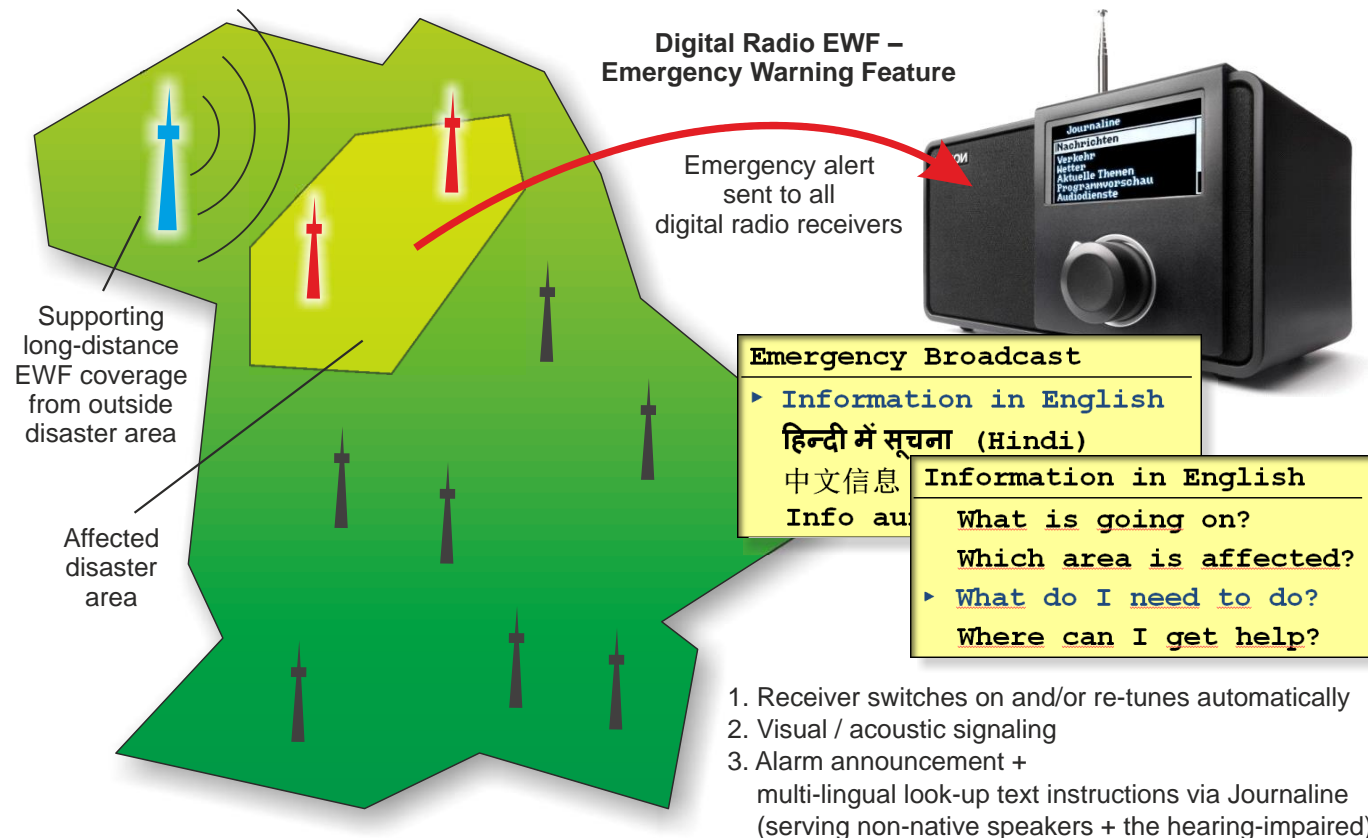 Digital Radio EWF –
Emergency Warning Feature
Emergency alert
sent to all
digital radio receivers
Journaline
Nachrichten
Verkehr
Wetter
Aktuelle Themen
Programmvorschau
Audiodienste
Supporting
long-distance
EWF coverage
from outside
disaster area
Affected
disaster
area
Emergency Broadcast
▸ Information in English
हिन्दी में सूचना (Hindi)
中文信息
Info
Information in English
What is going on?
Which area is affected?
▸ What do I need to do?
Where can I get help?
1. Receiver switches on and/or re-tunes automatically
2. Visual / acoustic signaling
3. Alarm announcement +
multi-lingual look-up text instructions via Journaline
(serving non-native speakers + the hearing-impaired)